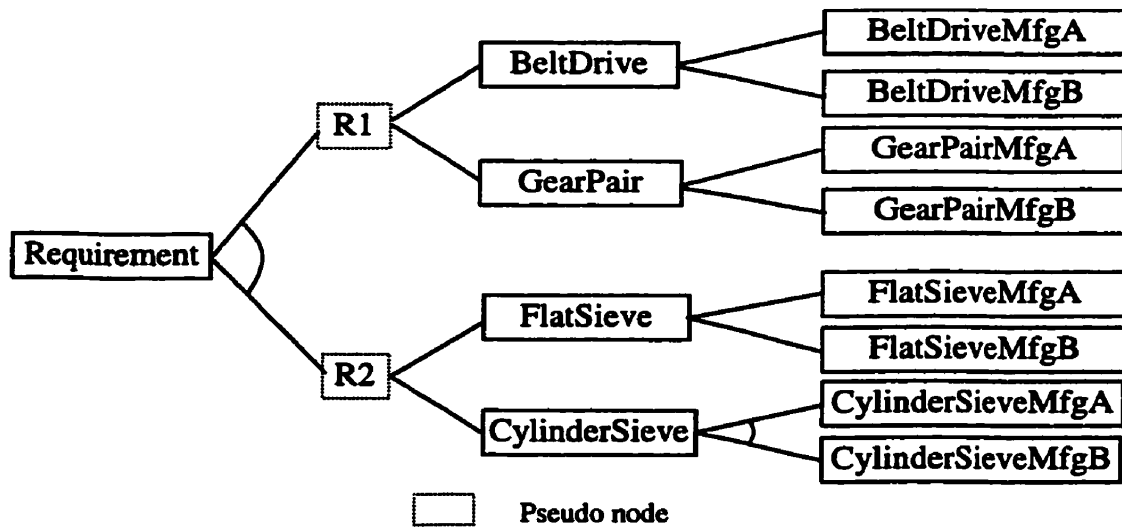 BeltDriveMfgA
BeltDrive
BeltDriveMfgB
R1
GearPairMfgA
GearPair
GearPairMfgB
Requirement
FlatSieveMfgA
FlatSieve
FlatSieveMfgB
R2
CylinderSieveMfgA
CylinderSieve
CylinderSieveMfgB
Pseudo node